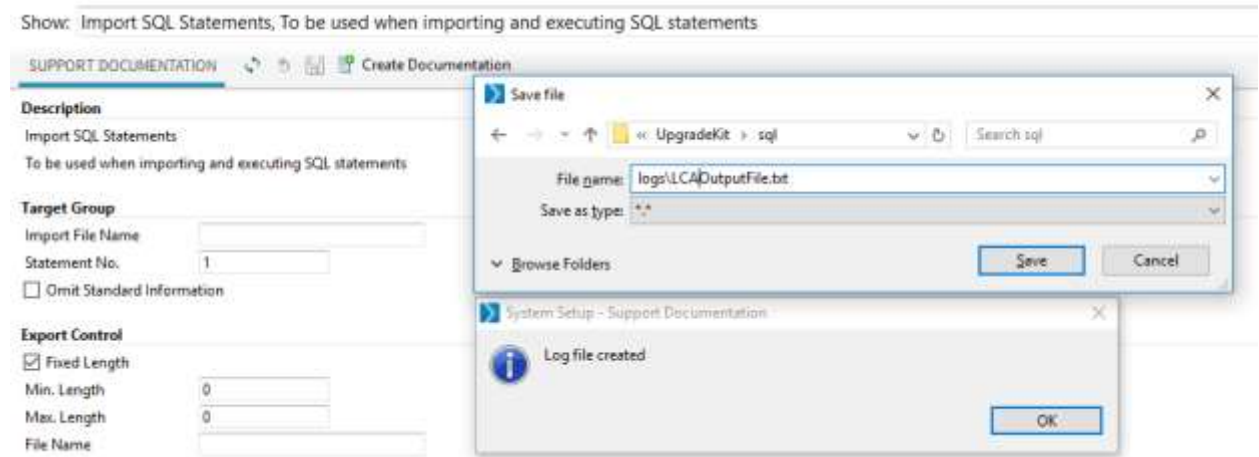 Show: Import SQL Statements, To be used when importing and executing SQL statements
SUPPORT DOCUMENTATION Create Documentation
Description
Import SQL Statements
To be used when importing and executing SQL statements
Target Group
Import File Name
Statement No. 1
Omit Standard Information
Export Control
Fixed Length
Min. Length 0
Max. Length 0
File Name
Save file
« UpgradeKit › sql Search sql
File name: logs\LCAOutputFile.txt
Save as type: *.*
Browse Folders Save Cancel
System Setup - Support Documentation
Log file created
OK